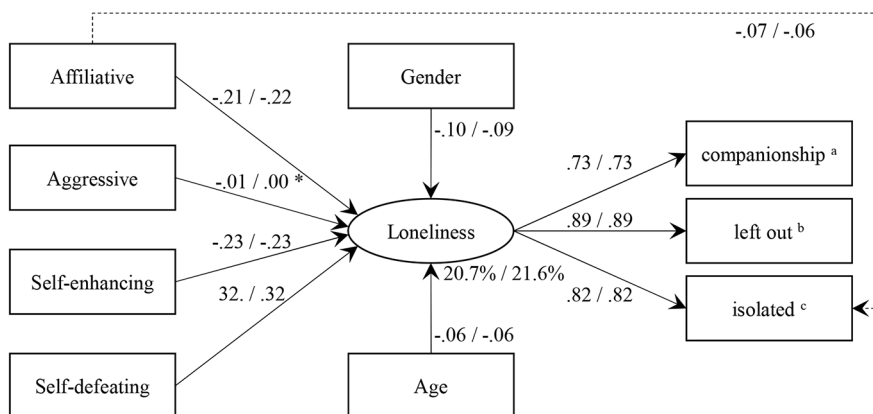 -.07 / -.06
Affiliative
Gender
-.21 / -.22
-.10 / -.09
companionship a
.73 / .73
Aggressive
-.01 / .00 *
Loneliness
.89 / .89
left out b
-.23 / -.23
Self-enhancing
20.7% / 21.6%
32. / .32
.82 / .82
isolated c
-.06 / -.06
Self-defeating
Age